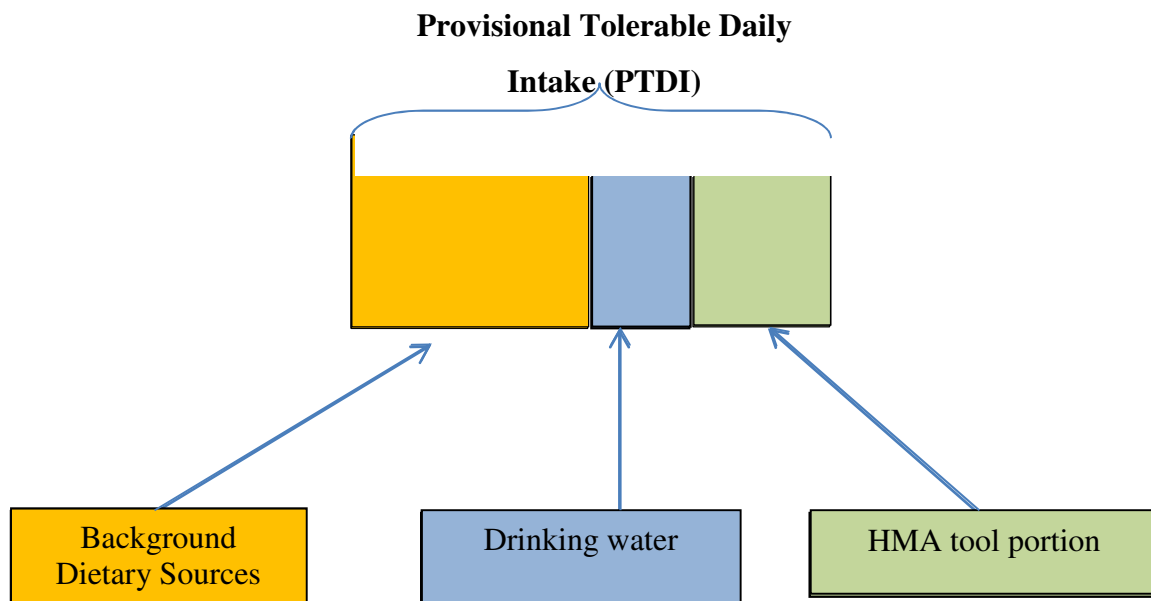 Provisional Tolerable Daily
Intake (PTDI)
Background
Dietary Sources
Drinking water
HMA tool portion